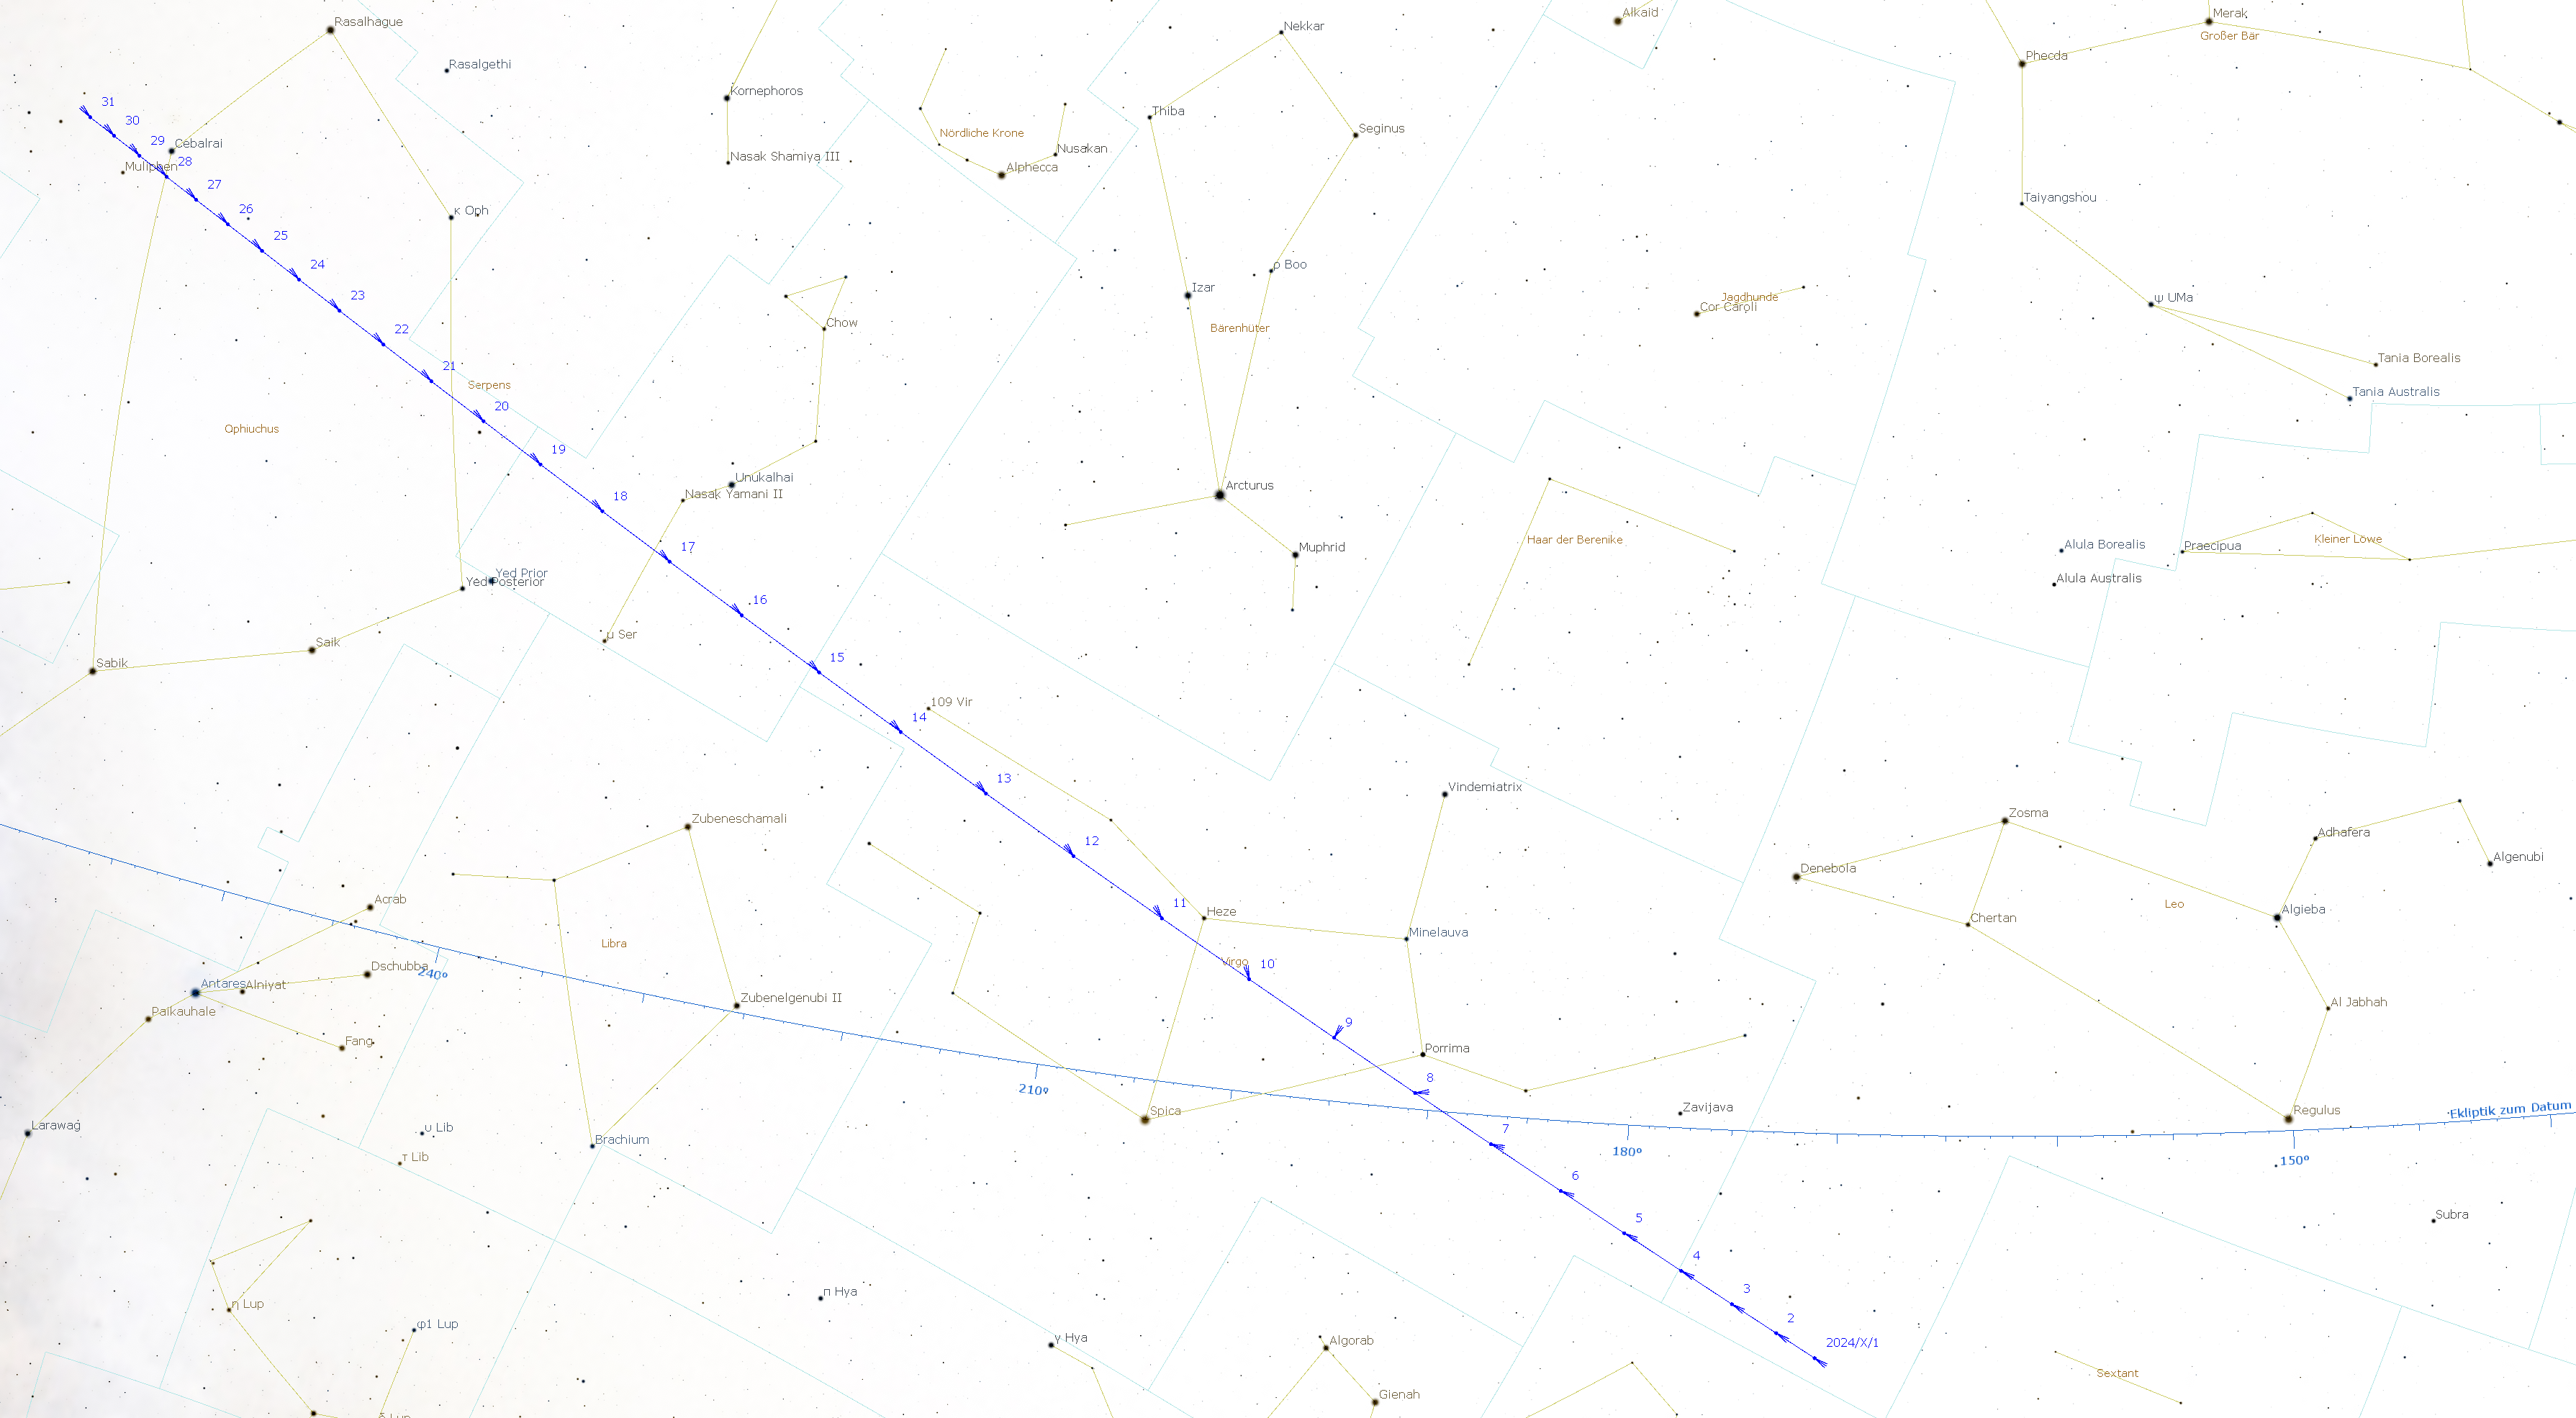 Rasalhague
Nekkar
Alkaid
Merak
Großer Bär
Phecda
Rasalgethi
Kornephoros
31
Thiba
30
Nördliche Krone
Seginus
29
Cebalrai
Nusakan
Nasak Shamiya III
28
Muliphen
Alphecca
27
Taiyangshou
26
κ Oph
25
24
ρ Boo
Izar
23
Jagdhunde
Cor Caroli
ψ UMa
22
Chow
Bärenhüter
Tania Borealis
21
Serpens
Tania Australis
20
Ophiuchus
19
Unukalhai
Arcturus
18
Nasak Yamani II
Haar der Berenike
Kleiner Löwe
17
Muphrid
Alula Borealis
Praecipua
Yed Prior
Yed Posterior
Alula Australis
16
μ Ser
Saik
15
Sabik
109 Vir
14
13
Vindemiatrix
Zubeneschamali
Zosma
Adhafera
12
Algenubi
Denebola
Acrab
11
Heze
Leo
Algieba
Chertan
Minelauva
Libra
Virgo
10
Dschubba
240°
Antares
Alniyat
Zubenelgenubi II
Al Jabhah
Paikauhale
9
Fang
Porrima
8
210°
Spica
Zavijava
Regulus
Ekliptik zum Datum
Larawag
υ Lib
7
Brachium
180°
τ Lib
150°
6
5
Subra
4
3
π Hya
η Lup
2
φ1 Lup
γ Hya
Algorab
2024/X/1
Sextant
Gienah
δ Lup